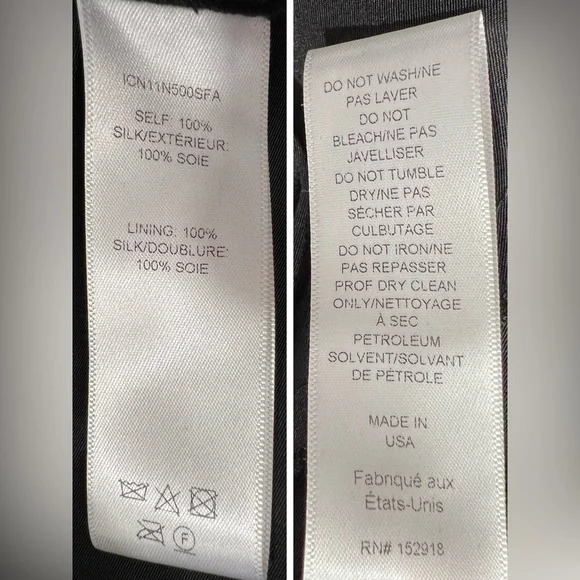 ICN11N500SFA
SELF: 100%
SILK/EXTÉRIEUR:
100% SOIE
LINING: 100%
SILK/DOUBLURE:
100% SOIE
F
DO NOT WASH/NE
PAS LAVER
DO NOT
BLEACH/NE PAS
JAVELLISER
DO NOT TUMBLE
DRY/NE PAS
SÉCHER PAR
CULBUTAGE
DO NOT IRON/NE
PAS REPASSER
PROF DRY CLEAN
ONLY/NETTOYAGE
À SEC
PETROLEUM
SOLVENT/SOLVANT
DE PÉTROLE
MADE IN
USA
Fabriqué aux
États-Unis
RN# 152918